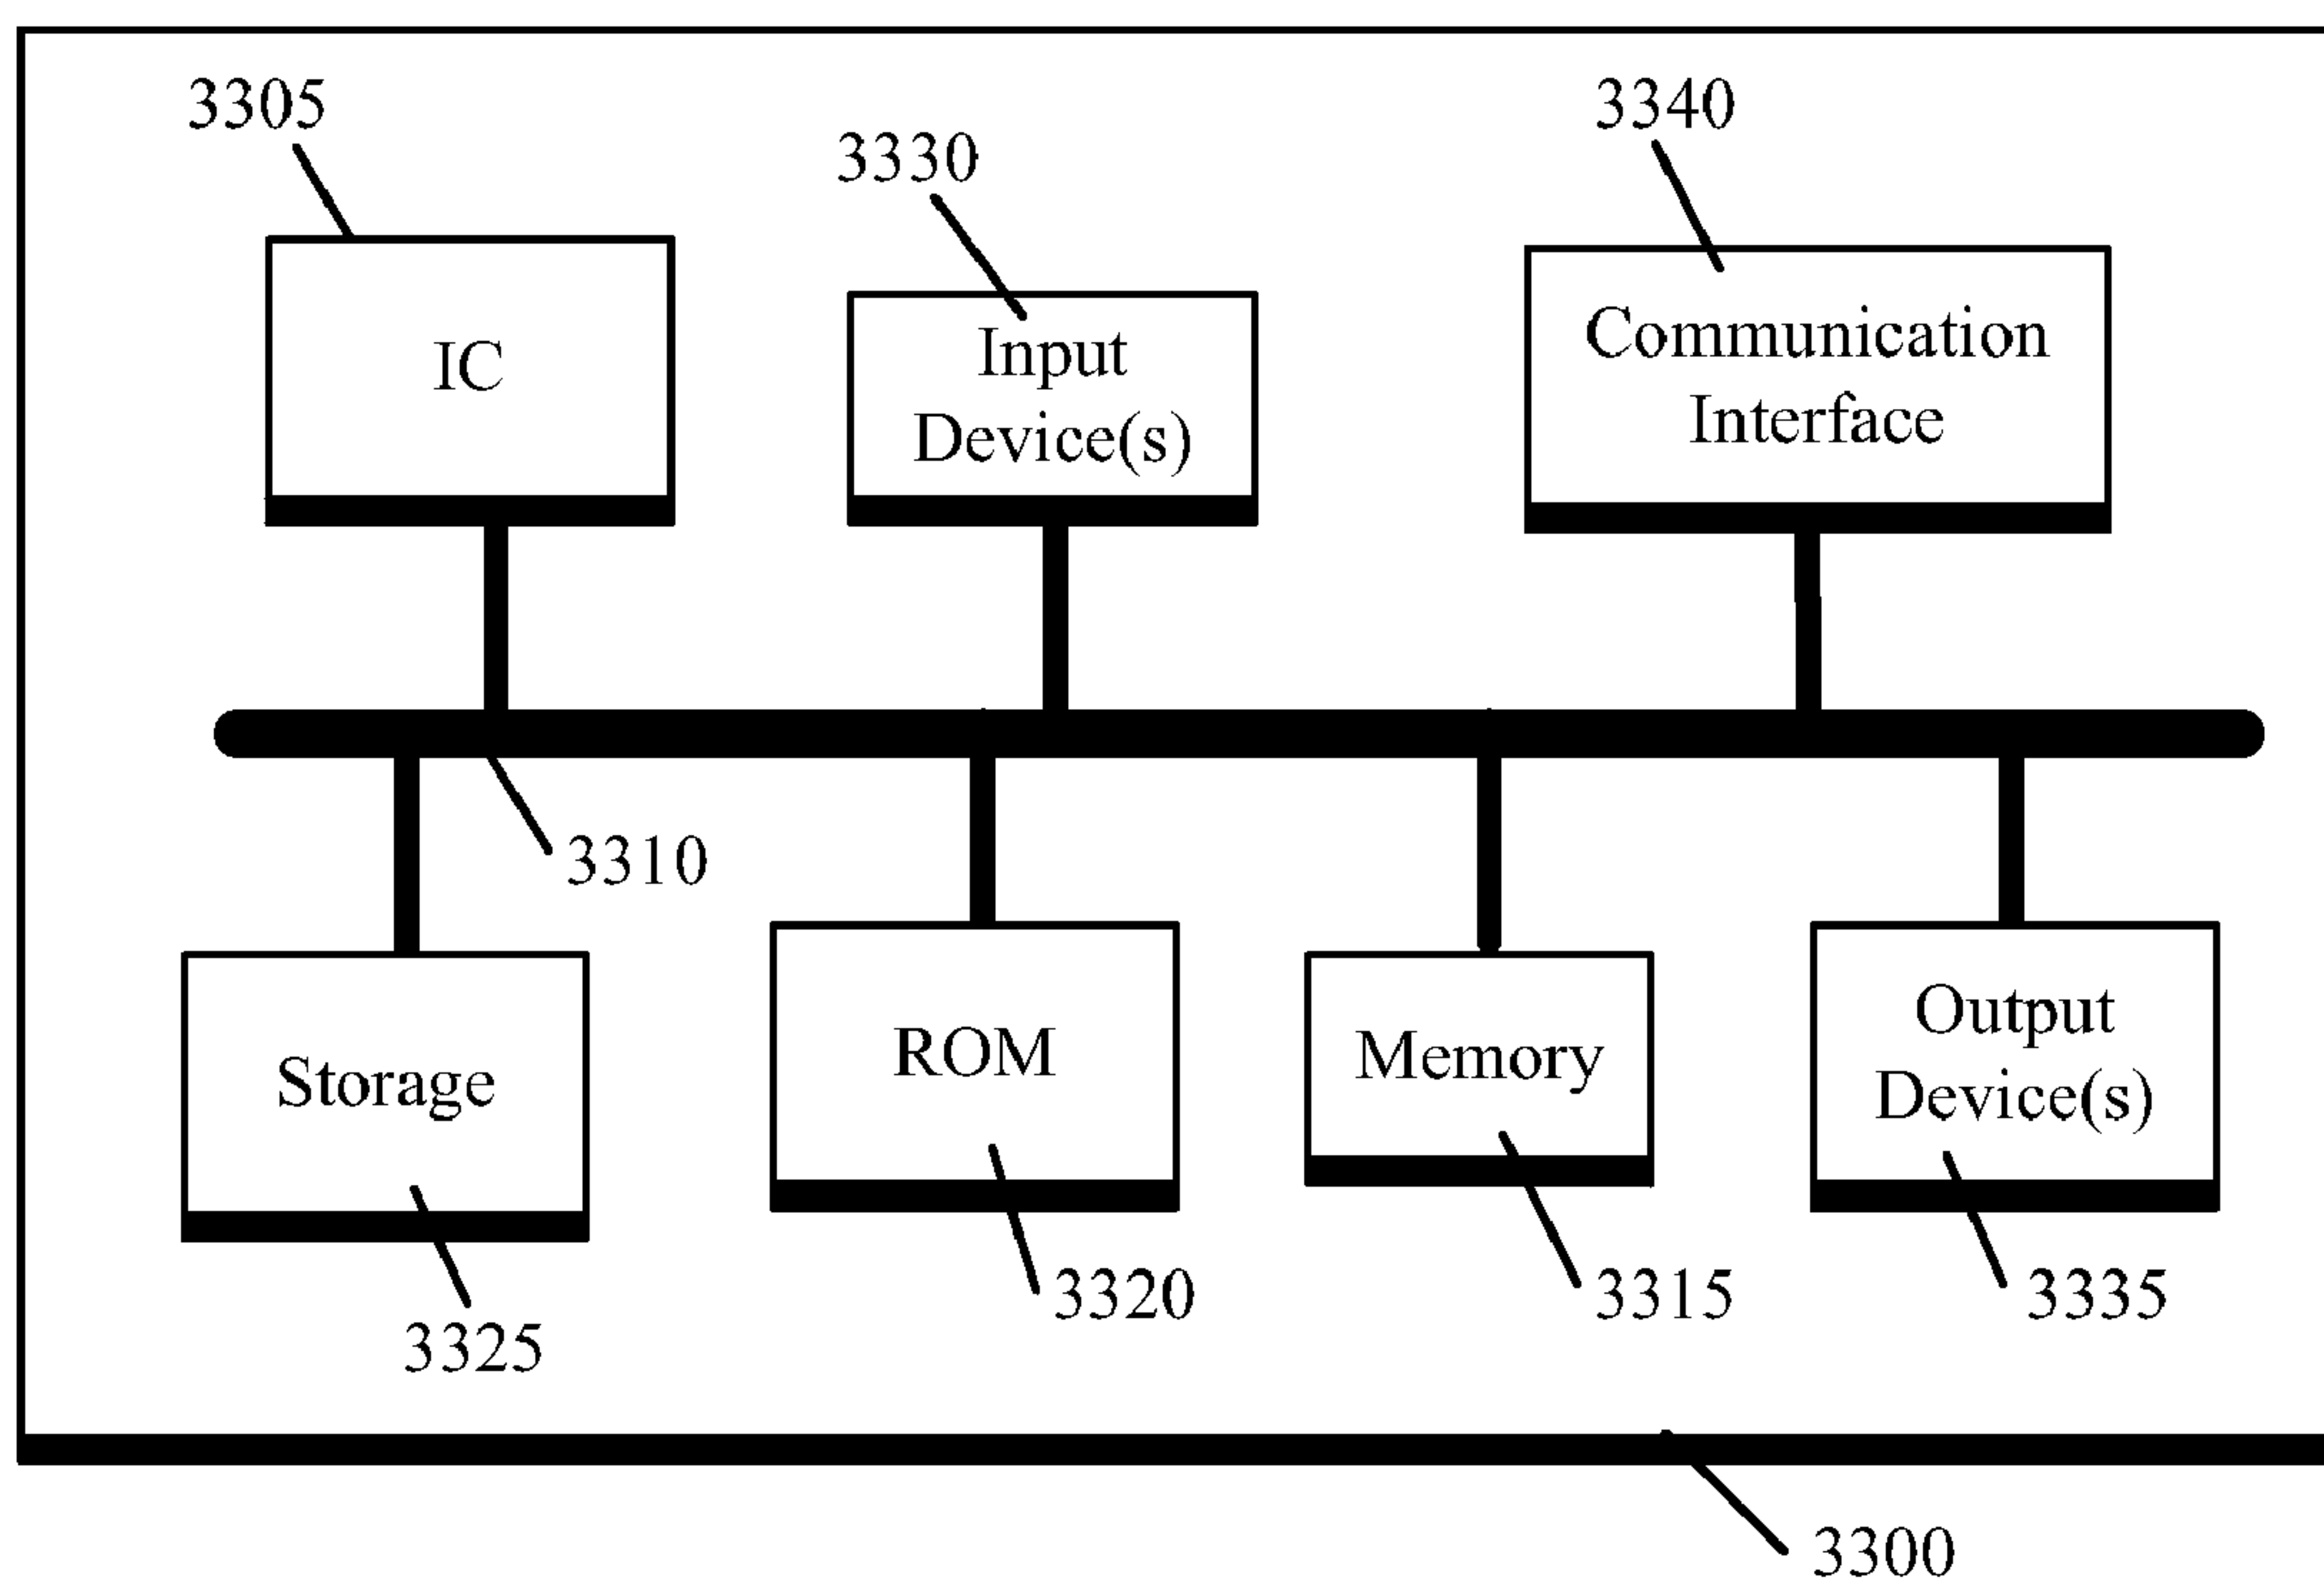 3305
3330
3340
IC
Input
Device(s)
Communication
Interface
3310
Storage
ROM
Memory
Output
Device(s)
3325
3320
3315
3335
3300